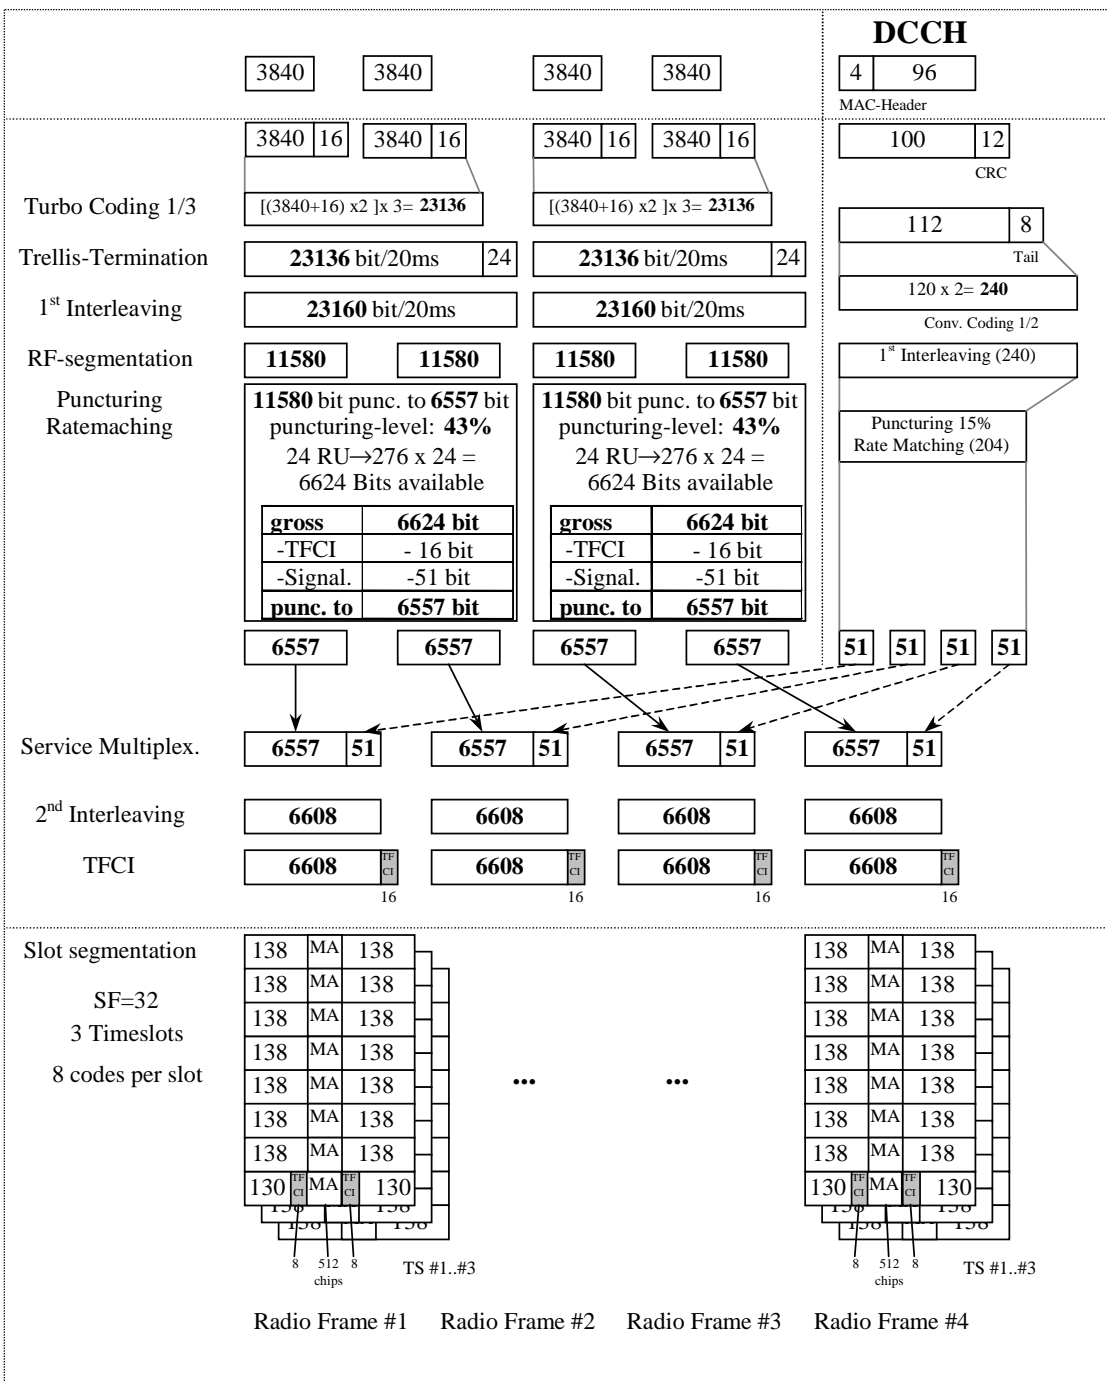 DCCH
3840 3840 3840 3840 4 96
MAC-Header
3840 16 3840 16 3840 16 3840 16 100 12
CRC
Turbo Coding 1/3 [(3840+16) x2 ]x 3= 23136 [(3840+16) x2 ]x 3= 23136
112 8
Tail
Trellis-Termination 23136 bit/20ms 24 23136 bit/20ms 24
120 x 2= 240
Conv. Coding 1/2
1st Interleaving 23160 bit/20ms 23160 bit/20ms
RF-segmentation 11580 11580 11580 11580 1st Interleaving (240)
Puncturing
Ratemaching
11580 bit punc. to 6557 bit
puncturing-level: 43%
24 RU→276 x 24 =
6624 Bits available
gross 6624 bit
-TFCI - 16 bit
-Signal. -51 bit
punc. to 6557 bit
11580 bit punc. to 6557 bit
puncturing-level: 43%
24 RU→276 x 24 =
6624 Bits available
gross 6624 bit
-TFCI - 16 bit
-Signal. -51 bit
punc. to 6557 bit
Puncturing 15%
Rate Matching (204)
6557 6557 6557 6557 51 51 51 51
Service Multiplex. 6557 51 6557 51 6557 51 6557 51
2nd Interleaving 6608 6608 6608 6608
TFCI 6608 TF CI 6608 TF CI 6608 TF CI 6608 TF CI
16 16 16 16
Slot segmentation
SF=32
3 Timeslots
8 codes per slot
138 MA 138
138 MA 138
138 MA 138
138 MA 138
138 MA 138
138 MA 138
138 MA 138
130 TF CI MA TF CI 130
138 138
138 138
8 512 8
chips
TS #1..#3
... ...
138 MA 138
138 MA 138
138 MA 138
138 MA 138
138 MA 138
138 MA 138
138 MA 138
130 TF CI MA TF CI 130
138 138
138 138
8 512 8
chips
TS #1..#3
Radio Frame #1 Radio Frame #2 Radio Frame #3 Radio Frame #4